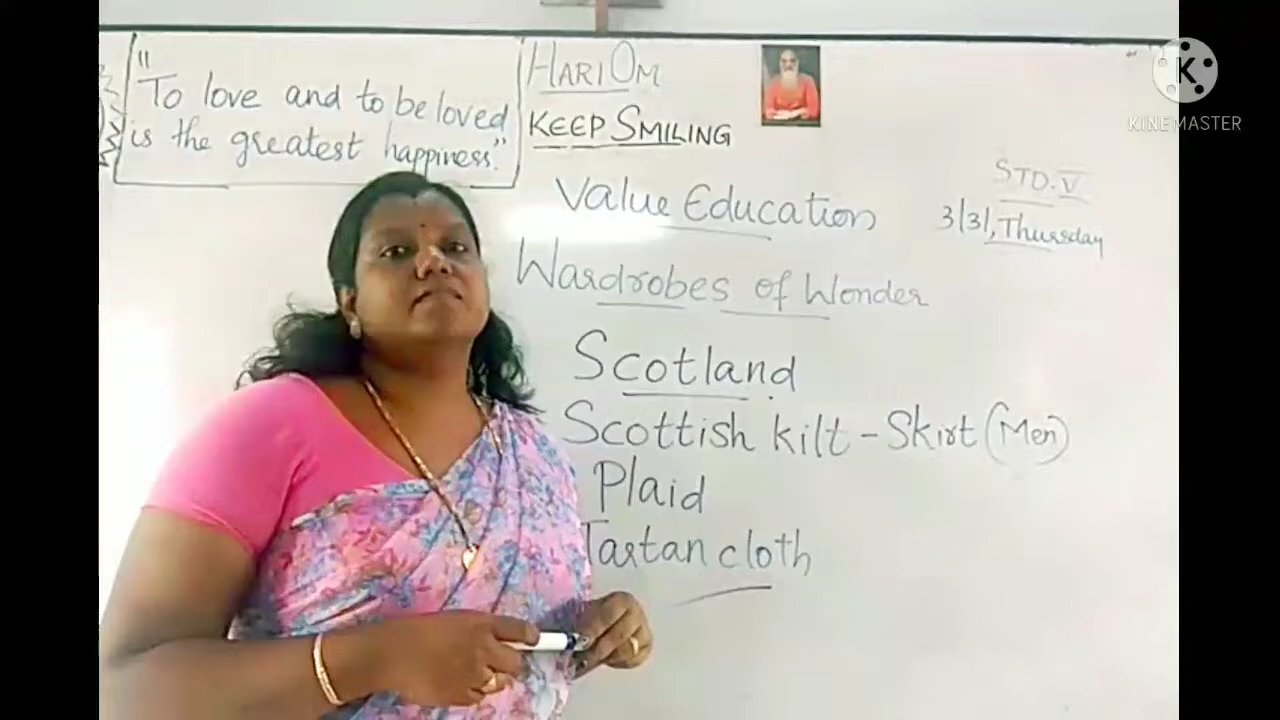 "To love and to be loved
is the greatest happiness."
HARI OM
KEEP SMILING
Value Education
STD. V
3/3/, Thursday
Wardrobes of Wonder
Scotland
Scottish kilt - Skirt (Men)
Plaid
Tartan cloth
K
KINEMASTER